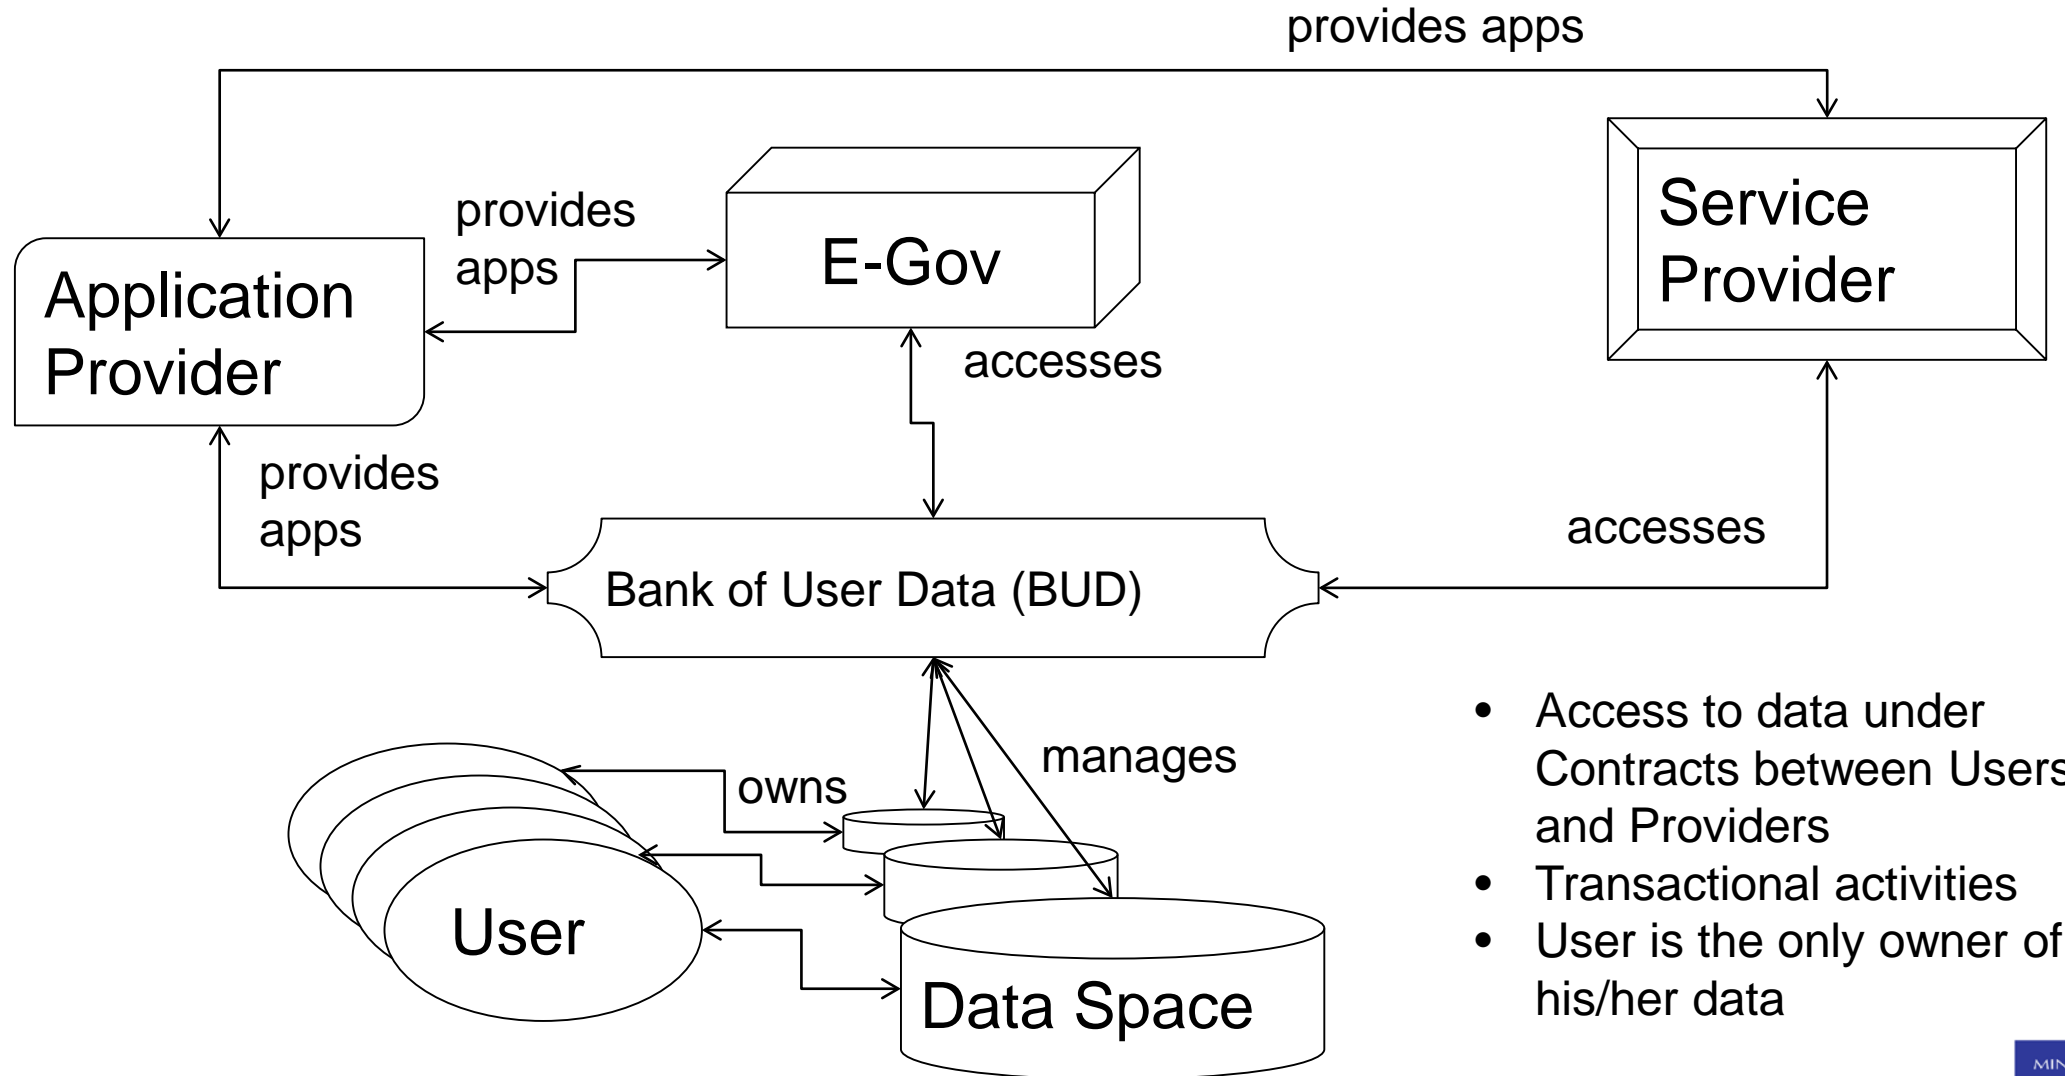 provides apps
provides
apps
E-Gov
Service
Provider
Application
Provider
accesses
provides
apps
accesses
Bank of User Data (BUD)
manages
owns
User
Data Space
• Access to data under
Contracts between Users
and Providers
• Transactional activities
• User is the only owner of
his/her data
MIN